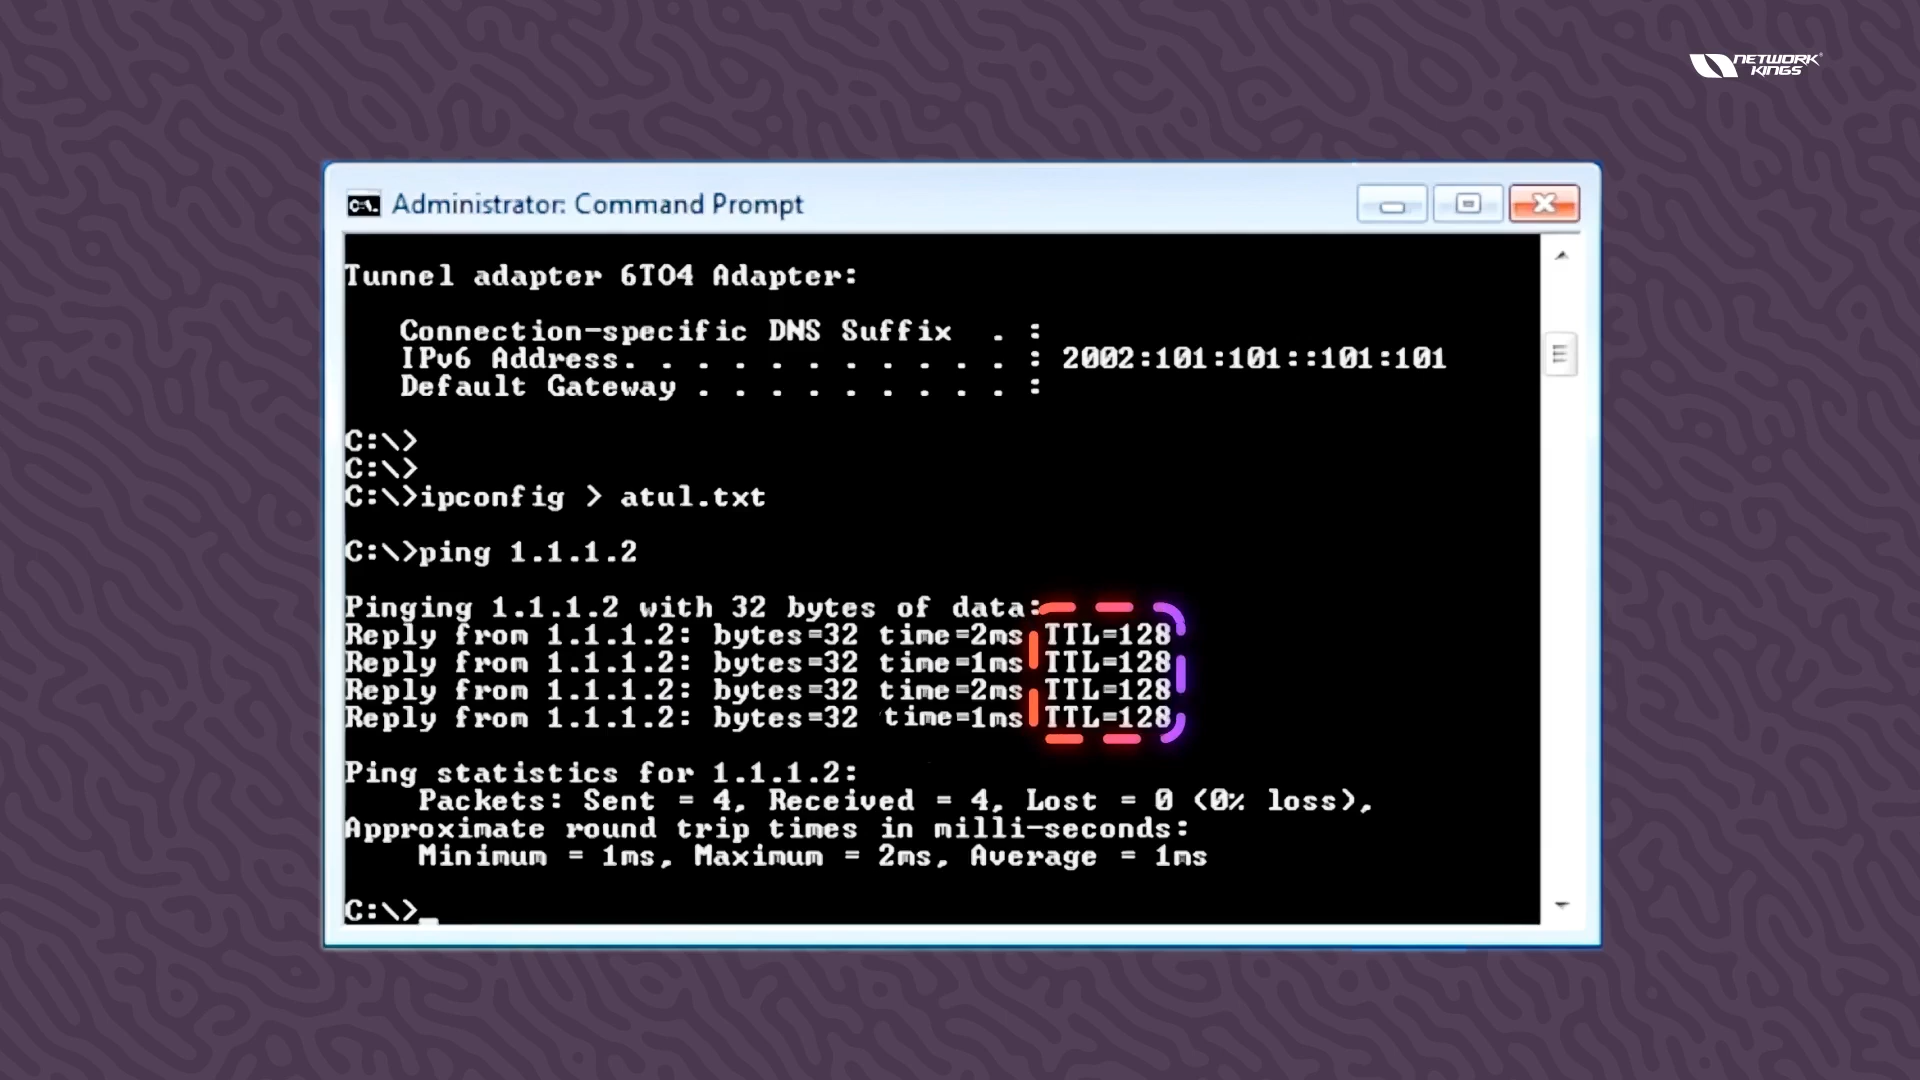 NETWORK
KINGS
Administrator: Command Prompt
Tunnel adapter 6TO4 Adapter:
Connection-specific DNS Suffix . :
IPv6 Address. . . . . . . . . . . : 2002:101:101::101:101
Default Gateway . . . . . . . . . :
C:\>
C:\>
C:\>ipconfig > atul.txt
C:\>ping 1.1.1.2
Pinging 1.1.1.2 with 32 bytes of data:
Reply from 1.1.1.2: bytes=32 time=2ms TTL=128
Reply from 1.1.1.2: bytes=32 time=1ms TTL=128
Reply from 1.1.1.2: bytes=32 time=2ms TTL=128
Reply from 1.1.1.2: bytes=32 time=1ms TTL=128
Ping statistics for 1.1.1.2:
Packets: Sent = 4, Received = 4, Lost = 0 (0% loss),
Approximate round trip times in milli-seconds:
Minimum = 1ms, Maximum = 2ms, Average = 1ms
C:\>_